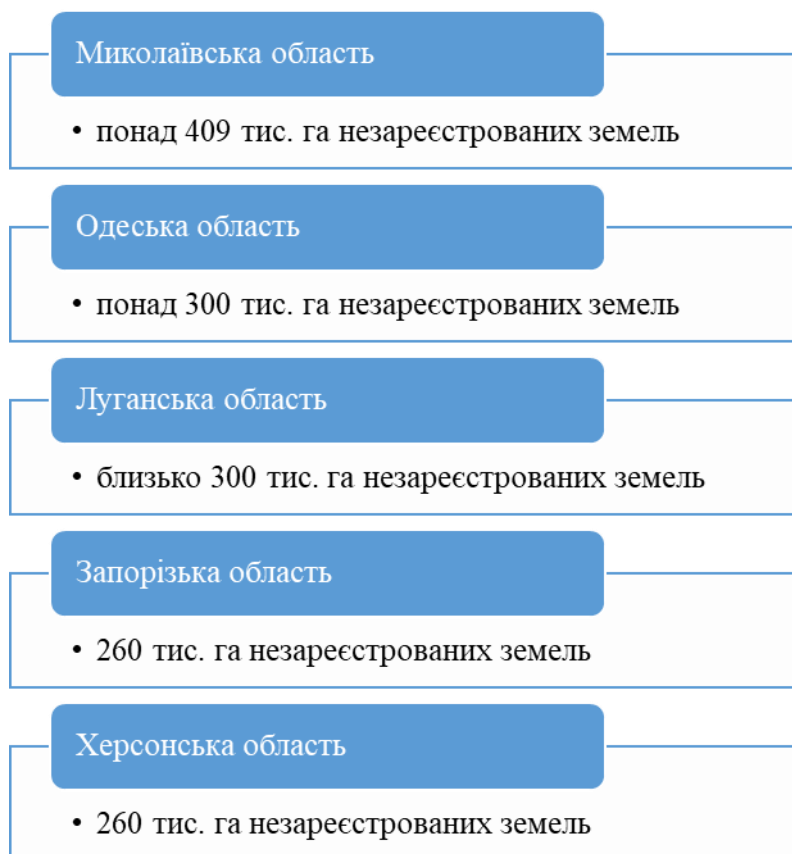 Миколаївська область
• понад 409 тис. га незареєстрованих земель
Одеська область
• понад 300 тис. га незареєстрованих земель
Луганська область
• близько 300 тис. га незареєстрованих земель
Запорізька область
• 260 тис. га незареєстрованих земель
Херсонська область
• 260 тис. га незареєстрованих земель